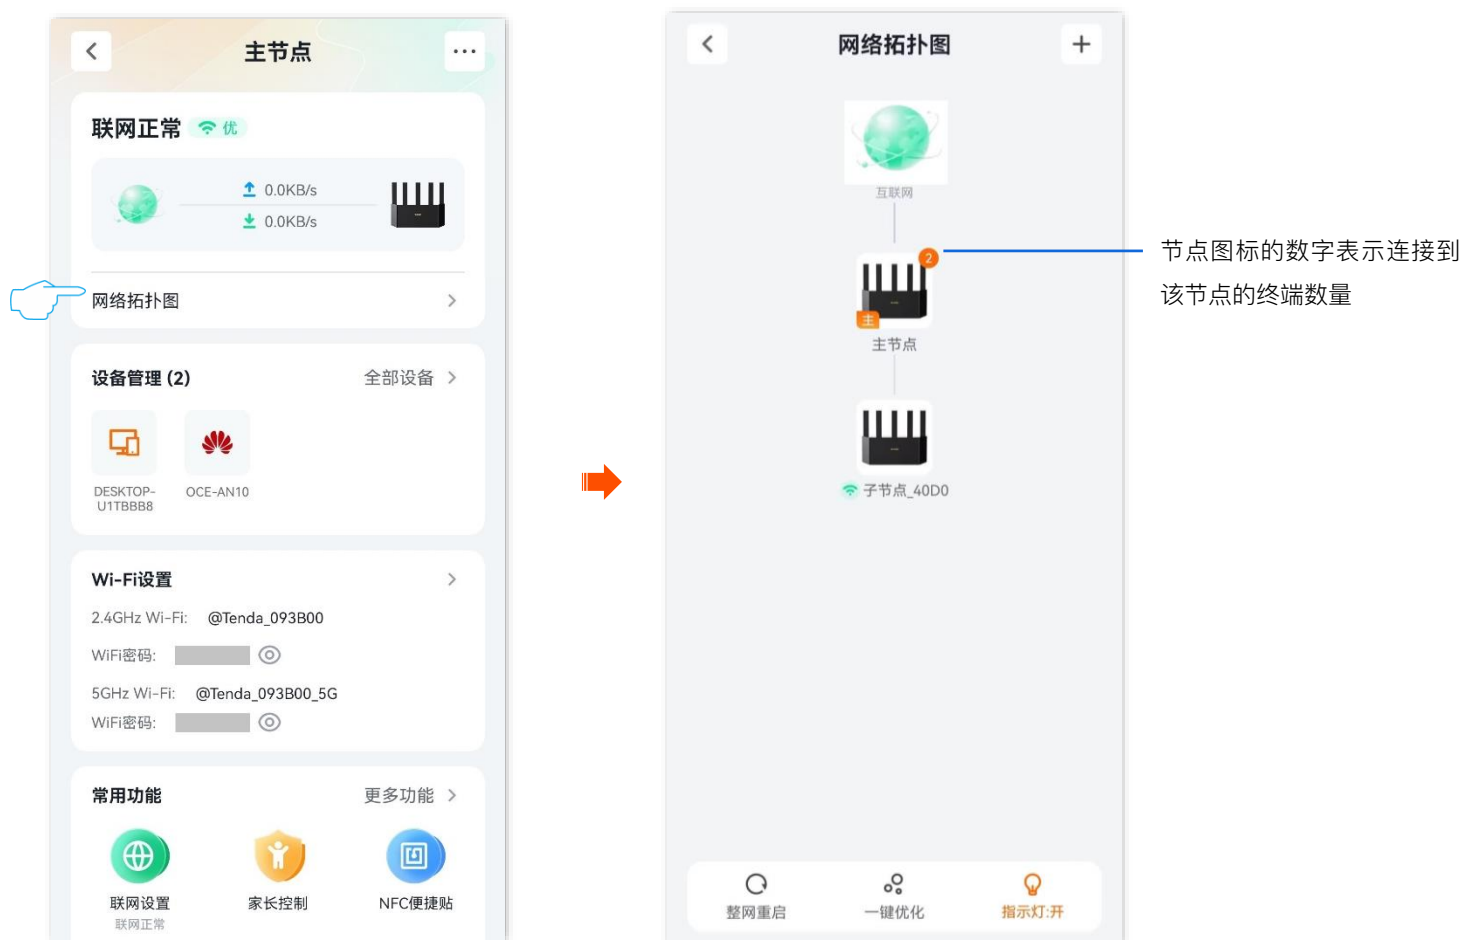 主节点
联网正常 优
0.0KB/s
0.0KB/s
网络拓扑图
设备管理 (2) 全部设备
DESKTOP-
U1TBBB8
OCE-AN10
Wi-Fi设置
2.4GHz Wi-Fi: @Tenda_093B00
WiFi密码:
5GHz Wi-Fi: @Tenda_093B00_5G
WiFi密码:
常用功能 更多功能
联网设置 家长控制 NFC便捷贴
联网正常
网络拓扑图
互联网
2
主
主节点
子节点_40D0
整网重启 一键优化 指示灯:开
节点图标的数字表示连接到
该节点的终端数量